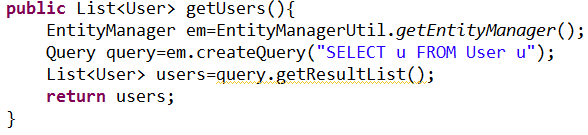 public List<User> getUsers(){
    EntityManager em=EntityManagerUtil.getEntityManager();
    Query query=em.createQuery("SELECT u FROM User u");
    List<User> users=query.getResultList();
    return users;
}